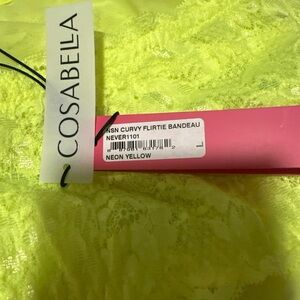 COSABELLA
NSN CURVY FLIRTIE BANDEAU
NEVER1101
L
NEON YELLOW